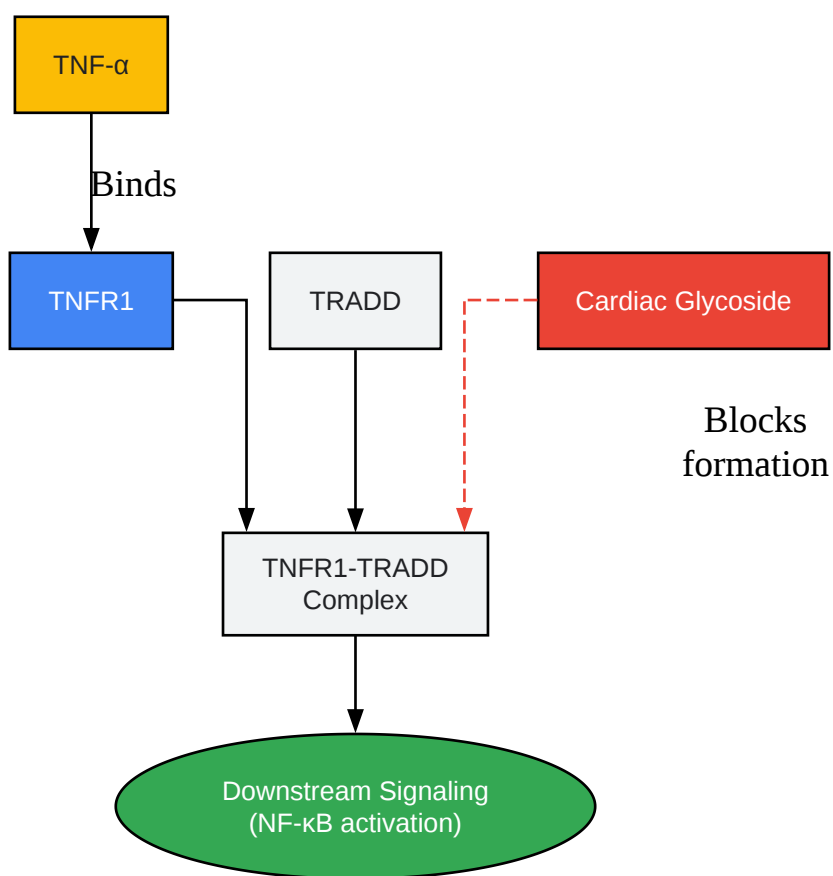 TNF-α
Binds
TNFR1
TRADD
Cardiac Glycoside
Blocks
formation
TNFR1-TRADD
Complex
Downstream Signaling
(NF-κB activation)